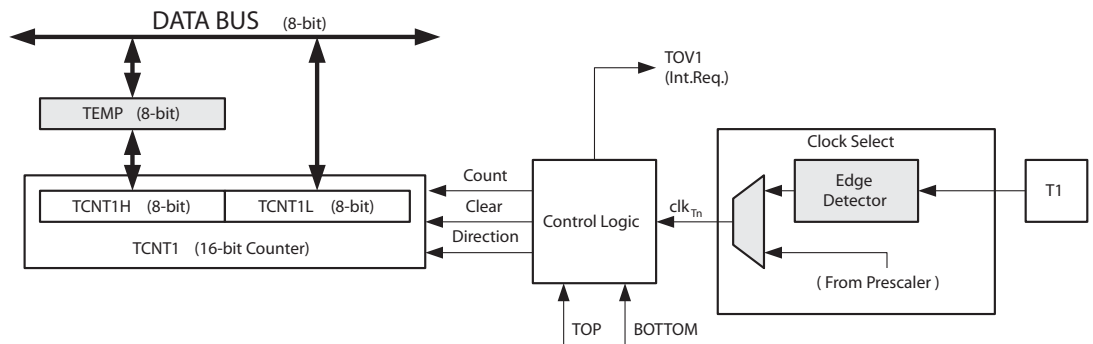 DATA BUS (8-bit)
TOV1
(Int.Req.)
TEMP (8-bit)
Clock Select
Edge
Detector
T1
Count
TCNT1H (8-bit) TCNT1L (8-bit)
Clear
Control Logic
clkTn
Direction
TCNT1 (16-bit Counter)
( From Prescaler )
TOP
BOTTOM